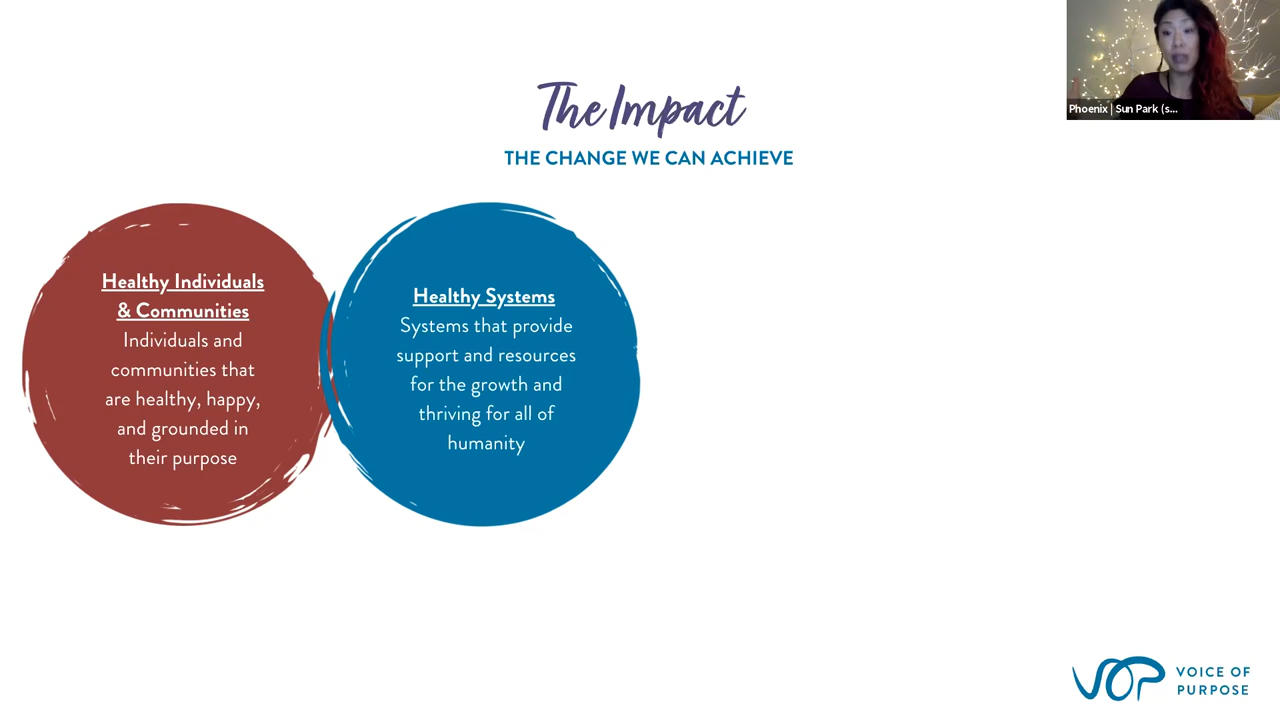 The Impact
THE CHANGE WE CAN ACHIEVE
Phoenix | Sun Park (s...
Healthy Individuals
& Communities
Individuals and
communities that
are healthy, happy,
and grounded in
their purpose
Healthy Systems
Systems that provide
support and resources
for the growth and
thriving for all of
humanity
VOP
VOICE OF
PURPOSE